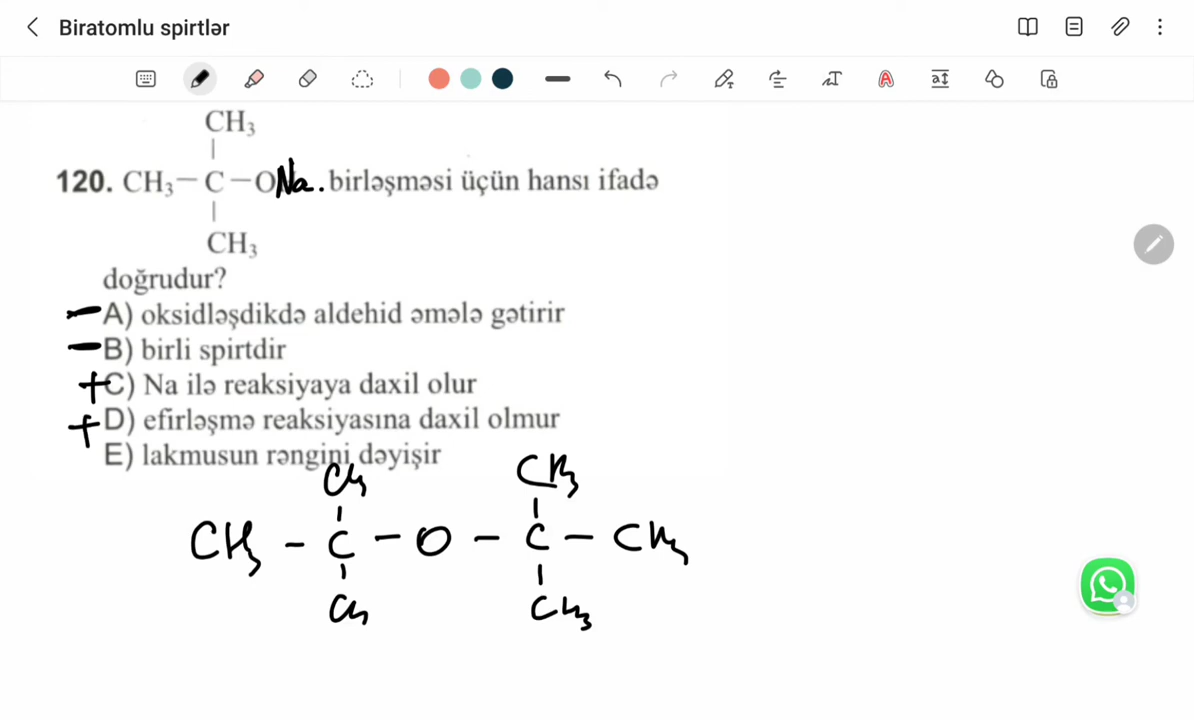 Biratomlu spirtlər
CH₃
|
120. CH₃ – C – ONa. birləşməsi üçün hansı ifadə
|
CH₃
doğrudur?
– A) oksidləşdikdə aldehid əmələ gətirir
– B) birli spirtdir
+ C) Na ilə reaksiyaya daxil olur
+ D) efirləşmə reaksiyasına daxil olmur
E) lakmusun rəngini dəyişir
CH₃ CH₃
CH₃ – C – O – C – CH₃
CH₃ CH₃